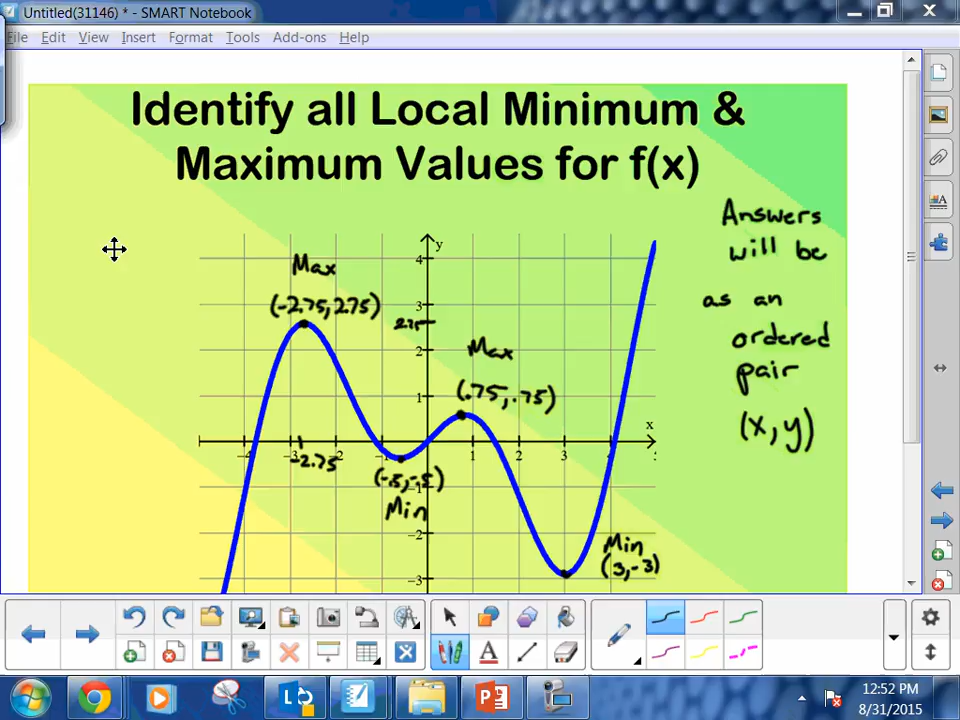 Untitled(31146) * - SMART Notebook
File Edit View Insert Format Tools Add-ons Help
Identify all Local Minimum &
Maximum Values for f(x)
Answers
will be
as an
ordered
pair
(x, y)
y
4
Max
(-2.75, 2.75)
3
2.75
2
Max
(.75, .75)
1
x
-4 -3 -2 -1 1 2 3 4
-2.75
(-.5, -.5)
-1
Min
-2
Min
(3, -3)
-3
12:52 PM
8/31/2015